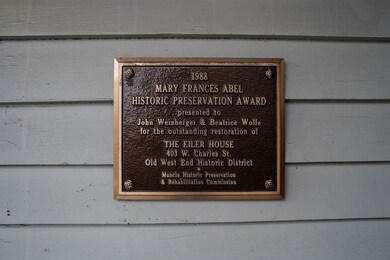 1988
MARY FRANCES ABEL
HISTORIC PRESERVATION AWARD
presented to
John Weinberger & Beatrice Wolfe
for the outstanding restoration of
THE EILER HOUSE
403 W. Charles St.
Old West End Historic District
Muncie Historic Preservation
& Rehabilitation Commission